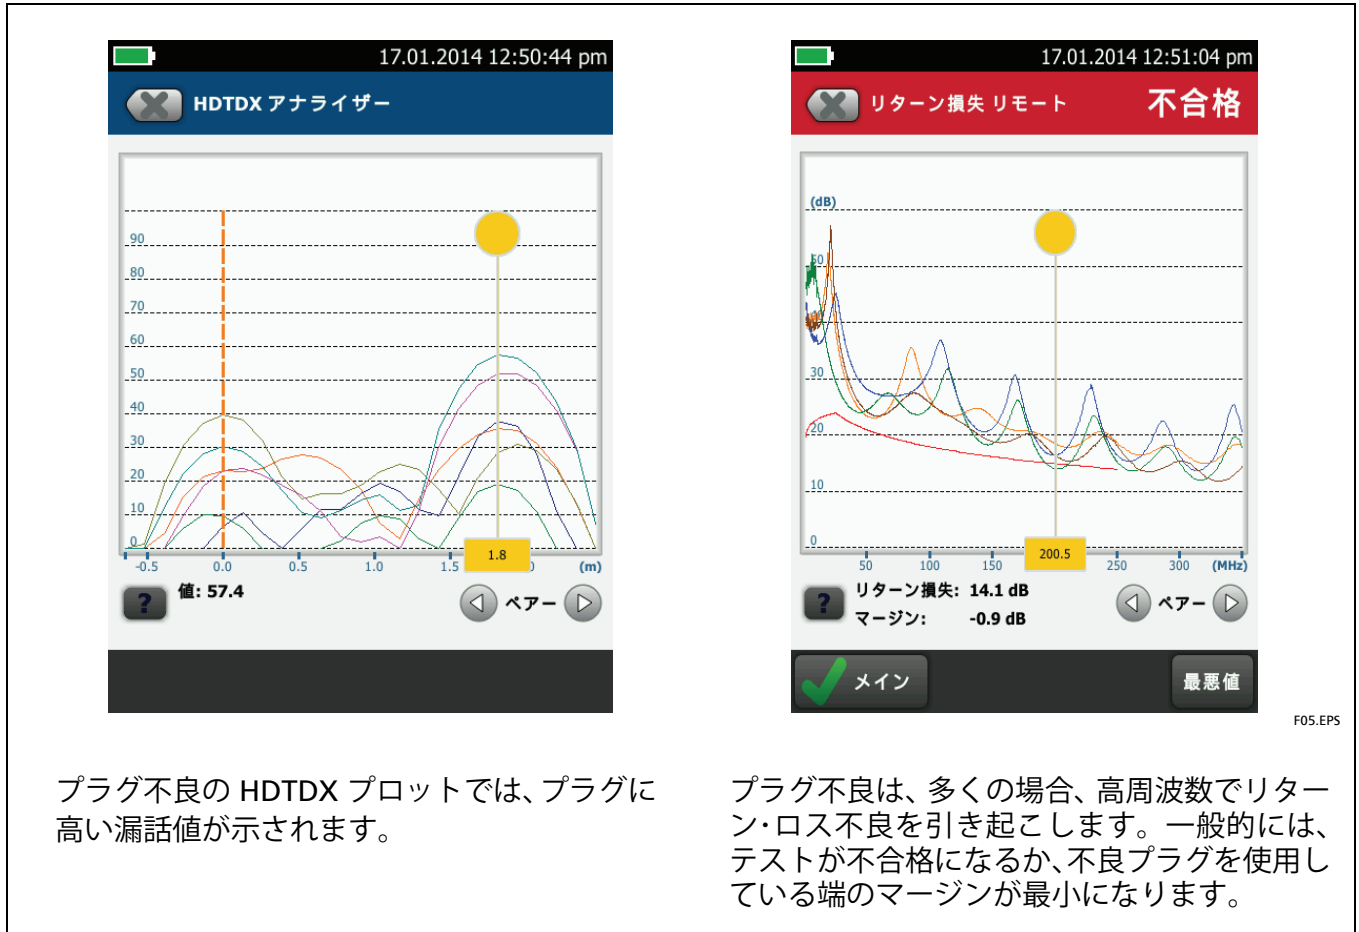 17.01.2014 12:50:44 pm
HDTDX アナライザー
90
80
70
60
50
40
30
20
10
0
-0.5 0.0 0.5 1.0 1.5 1.8 (m)
値: 57.4
ペアー
17.01.2014 12:51:04 pm
リターン損失 リモート 不合格
(dB)
50
30
20
10
0
50 100 150 200.5 250 300 (MHz)
リターン損失: 14.1 dB
マージン: -0.9 dB
ペアー
メイン 最悪値
F05.EPS
プラグ不良の HDTDX プロットでは、プラグに
高い漏話値が示されます。
プラグ不良は、多くの場合、高周波数でリター
ン・ロス不良を引き起こします。一般的には、
テストが不合格になるか、不良プラグを使用し
ている端のマージンが最小になります。